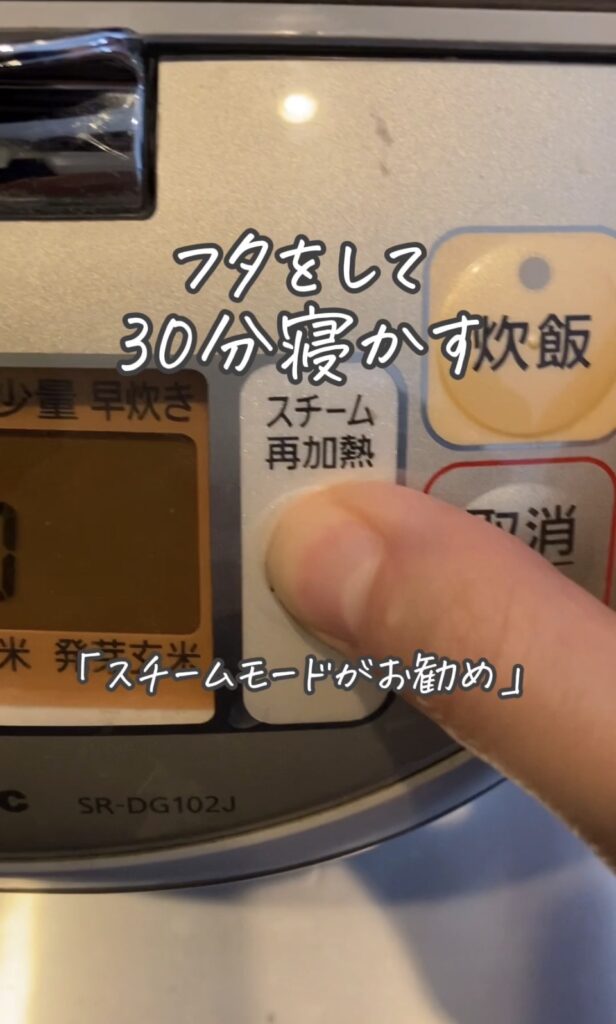 フタをして
30分寝かす
炊飯
少量 早炊き
スチーム
再加熱
取消
米 発芽玄米
「スチームモードがお勧め」
C SR-DG102J